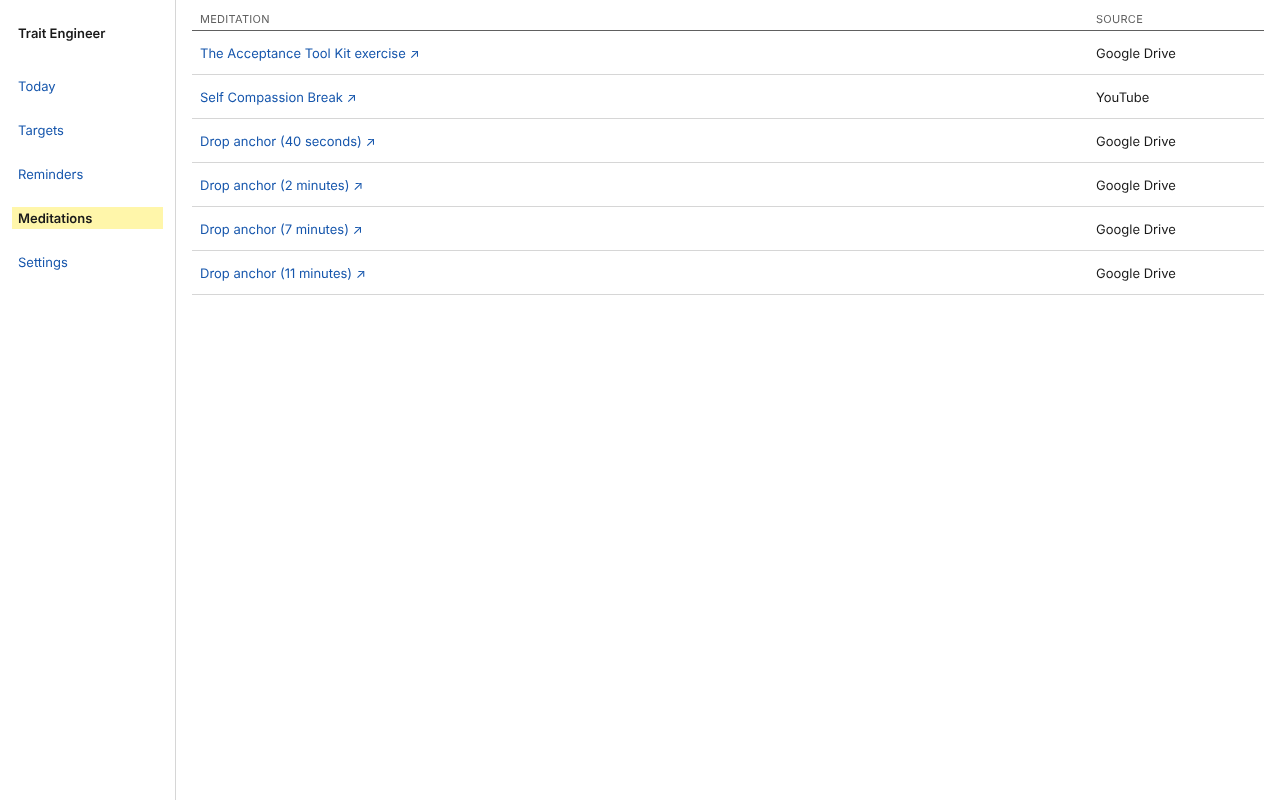 Trait Engineer
Today
Targets
Reminders
Meditations
Settings
MEDITATION SOURCE
The Acceptance Tool Kit exercise ↗ Google Drive
Self Compassion Break ↗ YouTube
Drop anchor (40 seconds) ↗ Google Drive
Drop anchor (2 minutes) ↗ Google Drive
Drop anchor (7 minutes) ↗ Google Drive
Drop anchor (11 minutes) ↗ Google Drive